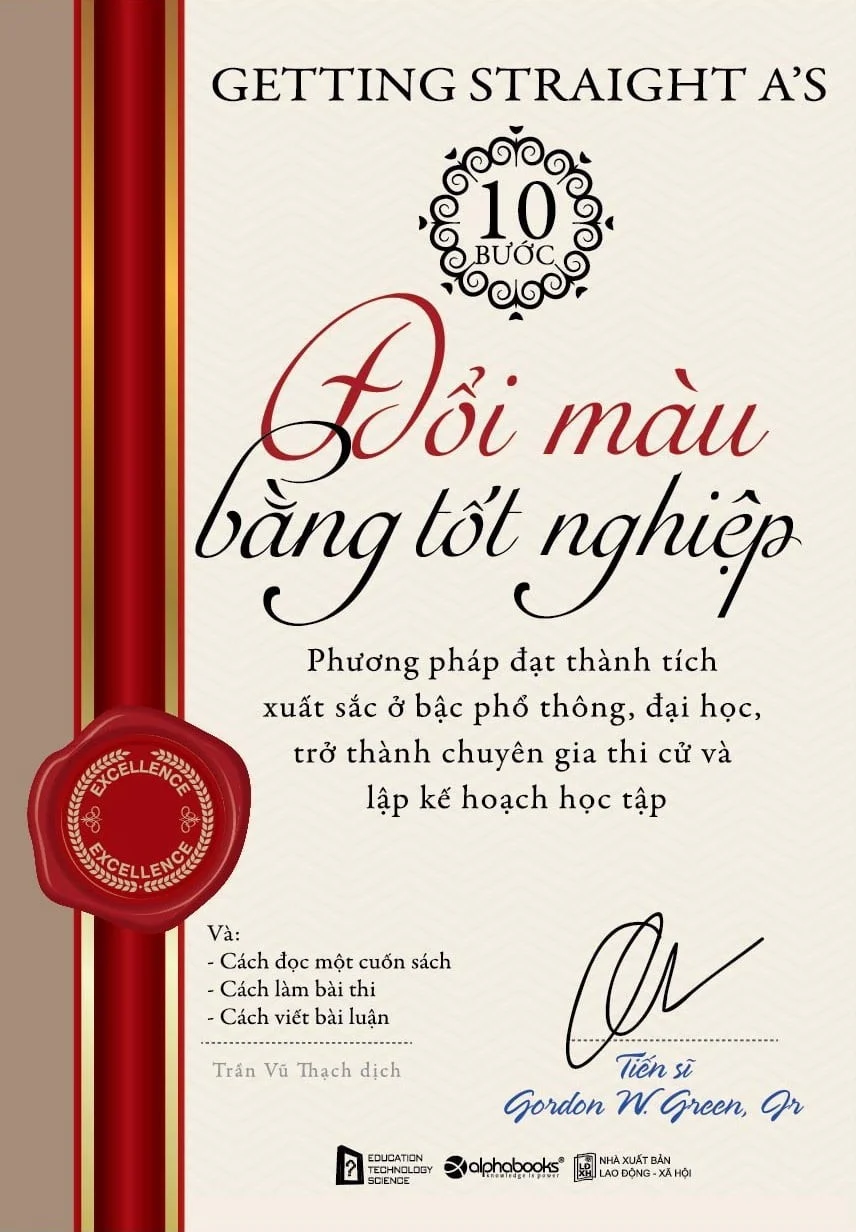 GETTING STRAIGHT A'S
10
BƯỚC
Đổi màu
bằng tốt nghiệp
Phương pháp đạt thành tích
xuất sắc ở bậc phổ thông, đại học,
trở thành chuyên gia thi cử và
lập kế hoạch học tập
EXCELLENCE
EXCELLENCE
Và:
- Cách đọc một cuốn sách
- Cách làm bài thi
- Cách viết bài luận
Trần Vũ Thạch dịch
Tiến sĩ
Gordon W. Green, Jr
?
EDUCATION
TECHNOLOGY
SCIENCE
alphabooks®
knowledge is power
LĐ
XH
NHÀ XUẤT BẢN
LAO ĐỘNG - XÃ HỘI